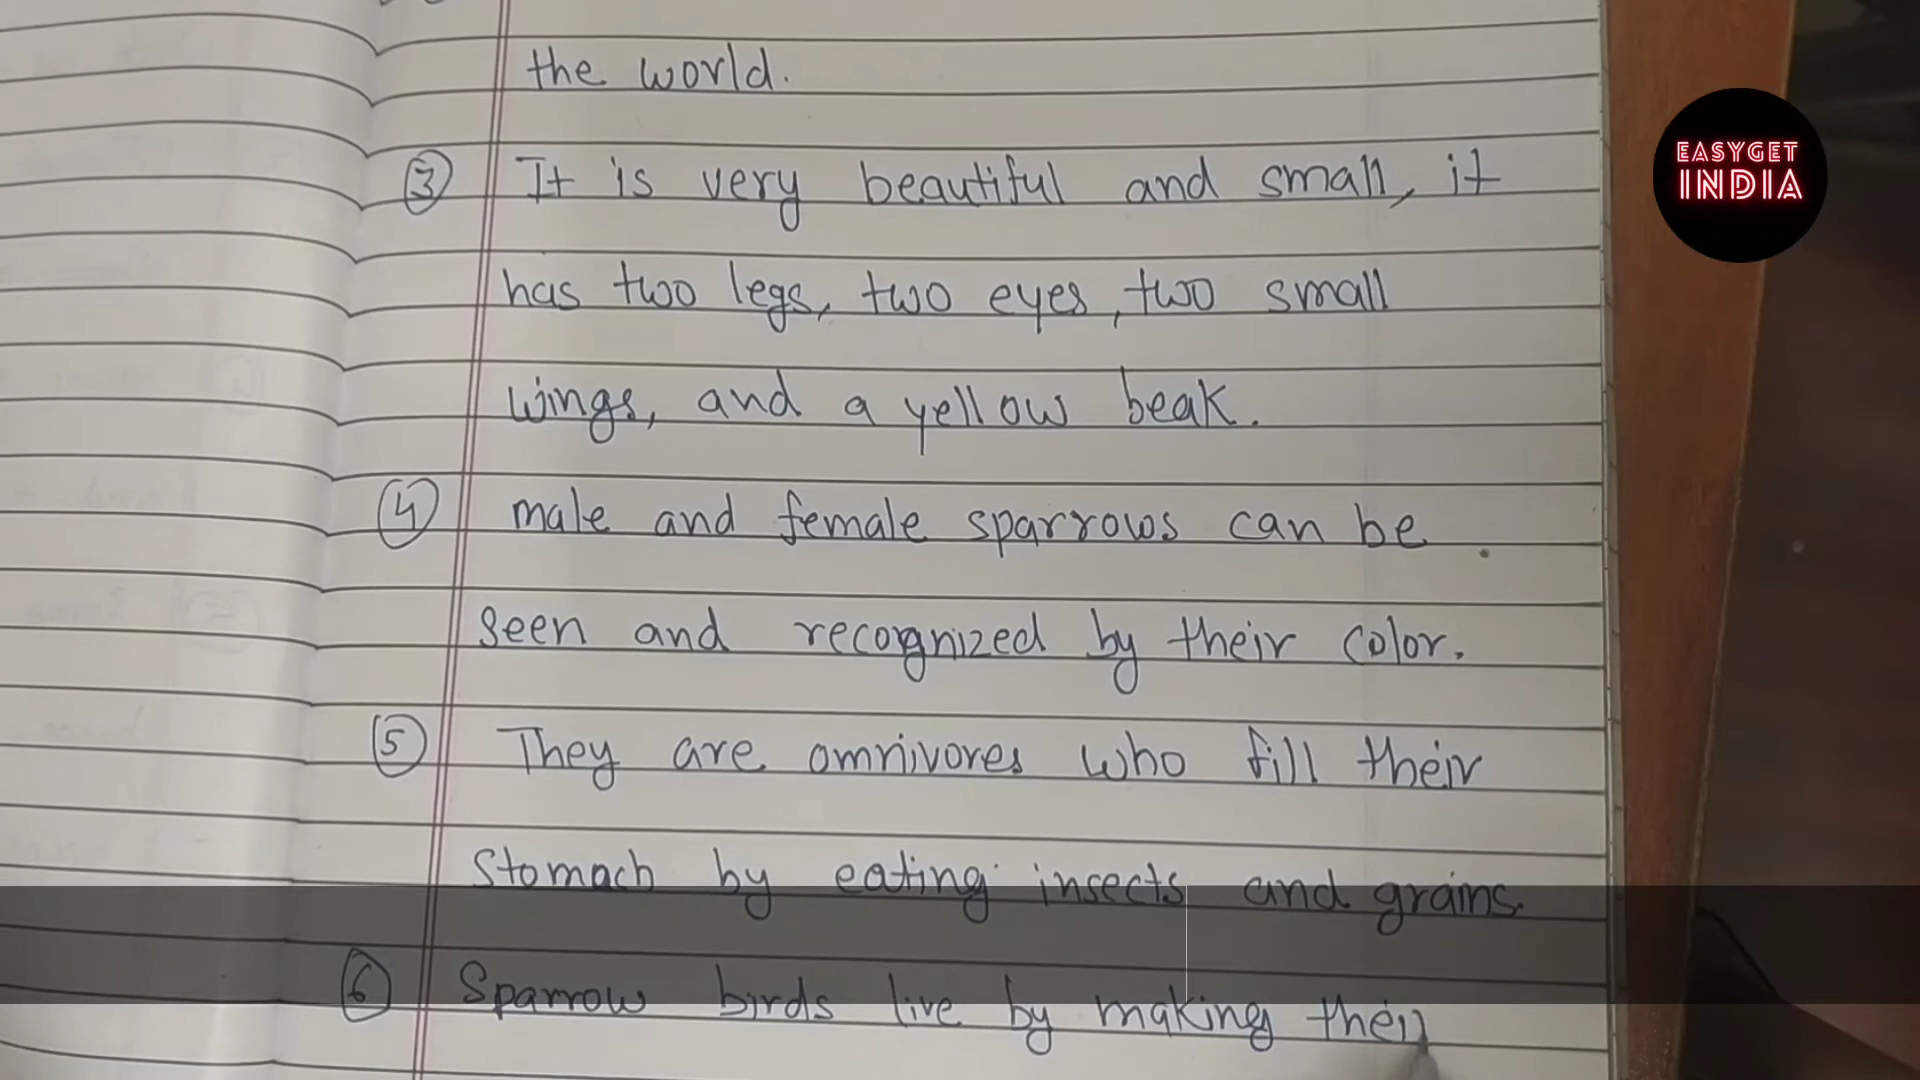 the world.
③ It is very beautiful and small, it
has two legs, two eyes, two small
wings, and a yellow beak.
④ male and female sparrows can be
seen and recognized by their color.
⑤ They are omnivores who fill their
stomach by eating insects and grains.
⑥ Sparrow birds live by making their
EASYGET
INDIA